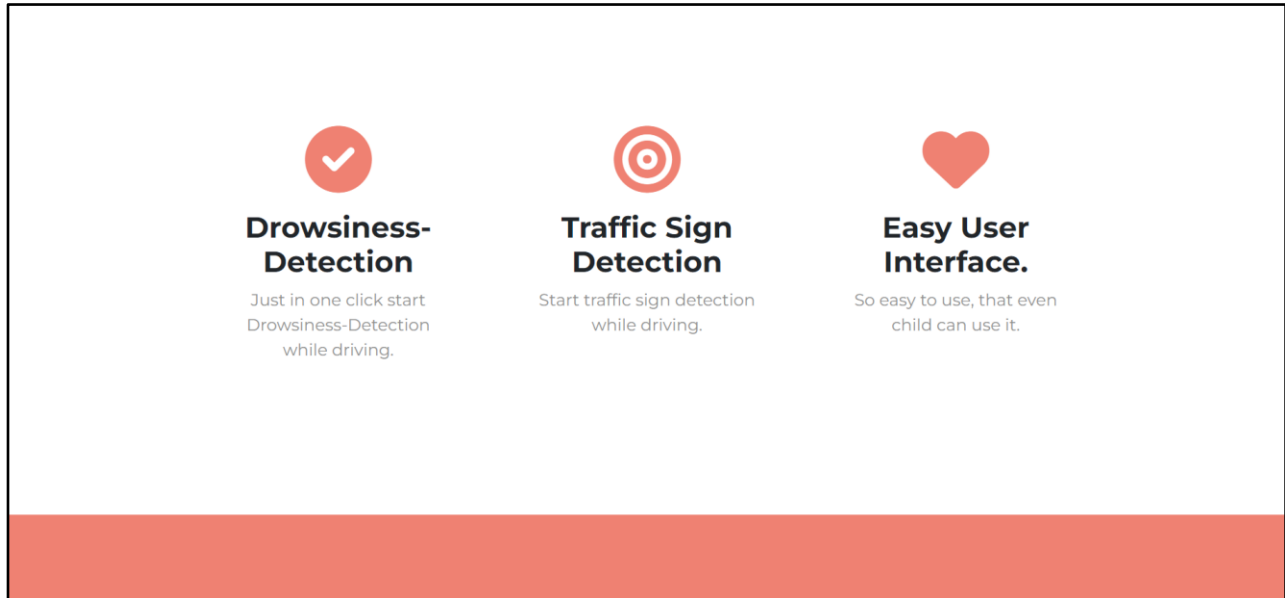 Drowsiness-
Detection
Just in one click start
Drowsiness-Detection
while driving.
Traffic Sign
Detection
Start traffic sign detection
while driving.
Easy User
Interface.
So easy to use, that even
child can use it.